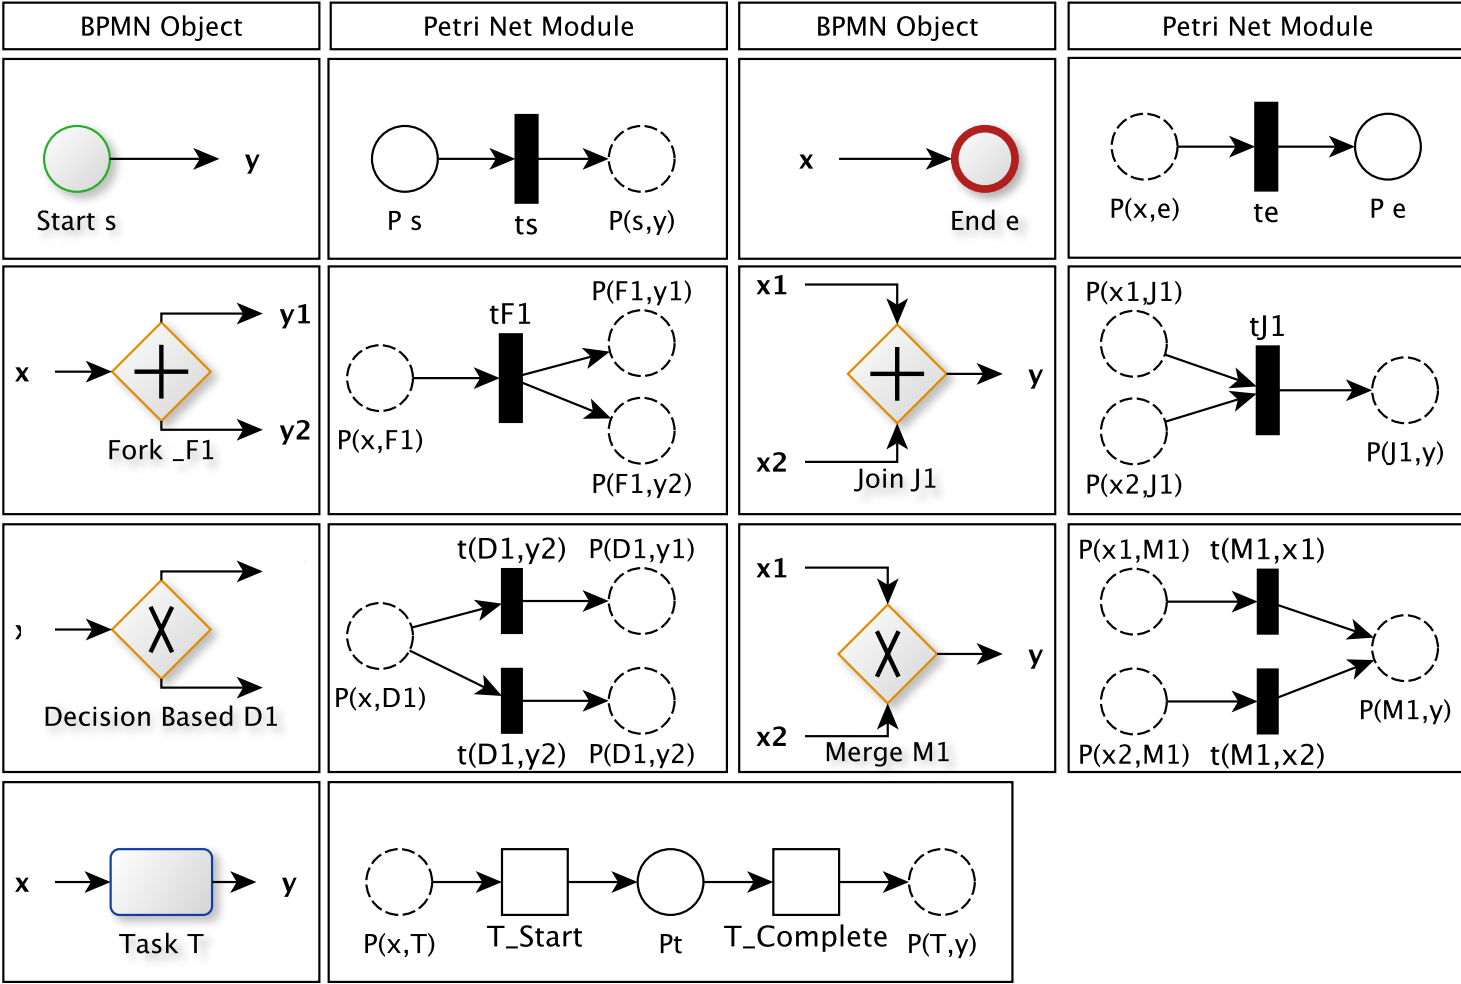 BPMN Object
Petri Net Module
BPMN Object
Petri Net Module
y
Start s
P s
ts
P(s,y)
x
End e
P(x,e)
te
P e
x
y1
y2
Fork _F1
tF1
P(F1,y1)
P(x,F1)
P(F1,y2)
x1
x2
y
Join J1
P(x1,J1)
tJ1
P(x2,J1)
P(J1,y)
Decision Based D1
t(D1,y2)
P(D1,y1)
P(x,D1)
t(D1,y2)
P(D1,y2)
x1
y
x2
Merge M1
P(x1,M1)
t(M1,x1)
P(M1,y)
P(x2,M1)
t(M1,x2)
x
y
Task T
P(x,T)
T_Start
Pt
T_Complete
P(T,y)